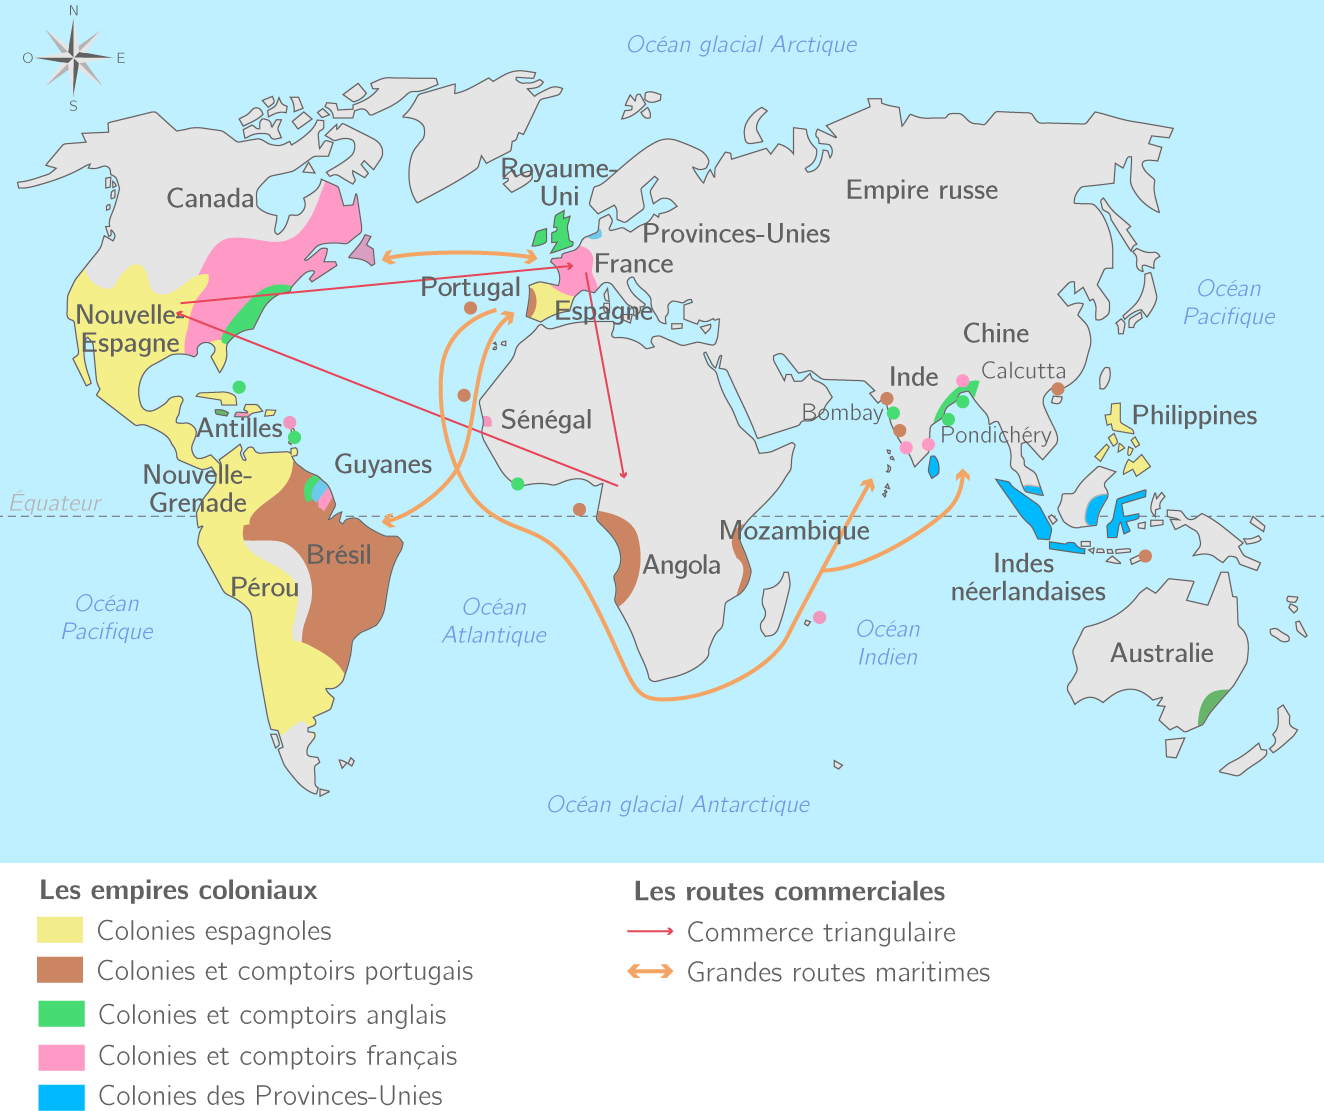 N
O
E
S
Océan glacial Arctique
Royaume-
Uni
Canada
Empire russe
Provinces-Unies
France
Portugal
Espagne
Océan
Pacifique
Nouvelle-
Espagne
Chine
Calcutta
Inde
Bombay
Philippines
Antilles
Sénégal
Pondichéry
Guyanes
Nouvelle-
Grenade
Équateur
Mozambique
Brésil
Angola
Indes
néerlandaises
Pérou
Océan
Pacifique
Océan
Atlantique
Océan
Indien
Australie
Océan glacial Antarctique
Les empires coloniaux
Colonies espagnoles
Colonies et comptoirs portugais
Colonies et comptoirs anglais
Colonies et comptoirs français
Colonies des Provinces-Unies
Les routes commerciales
Commerce triangulaire
Grandes routes maritimes